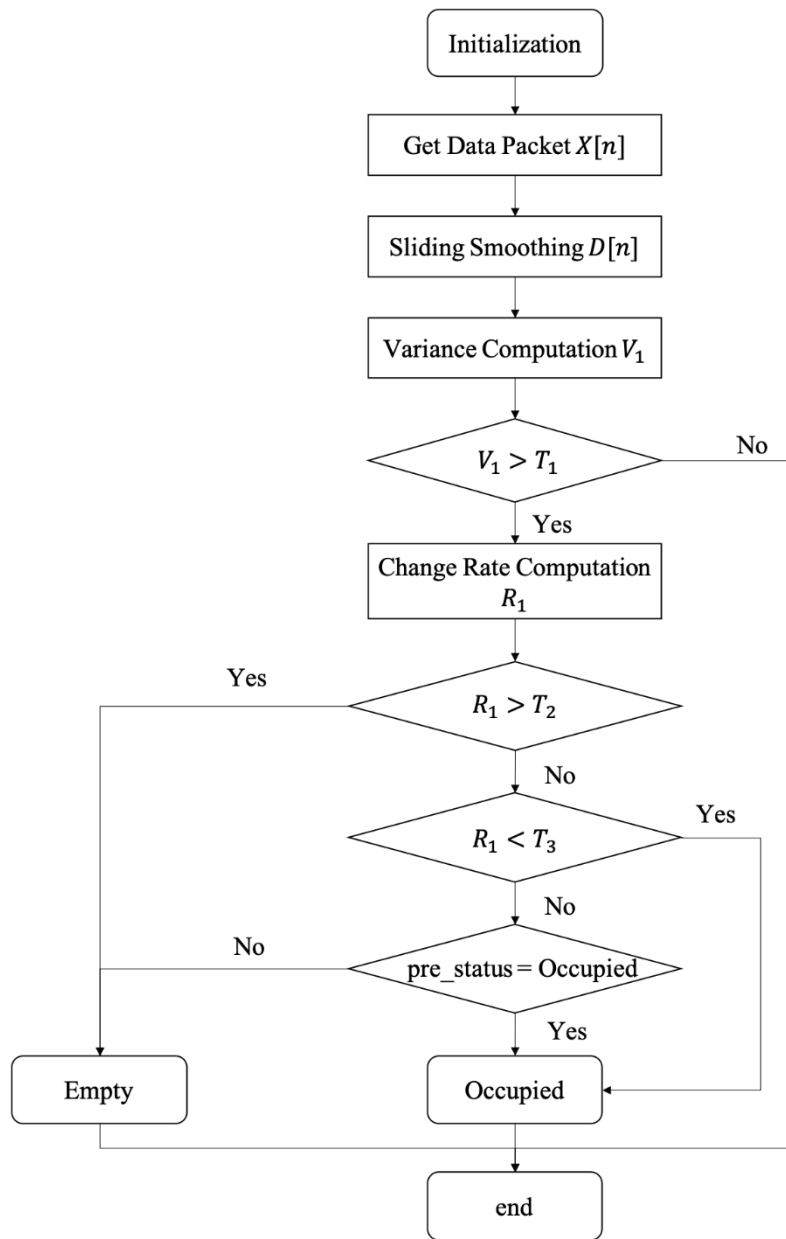 Initialization
Get Data Packet X[n]
Sliding Smoothing D[n]
Variance Computation V₁
V₁ > T₁
No
Yes
Change Rate Computation
R₁
Yes
R₁ > T₂
No
Yes
R₁ < T₃
No
No
pre_status = Occupied
Yes
Empty
Occupied
end